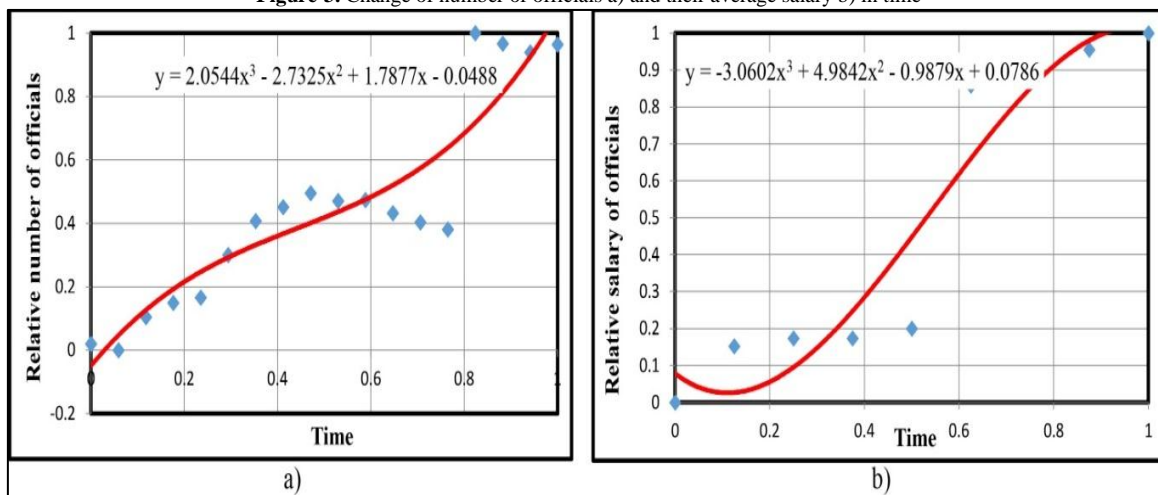 Figure 3. Change of number of officials a) and their average salary b) in time
Relative number of officials
1
0.8
0.6
0.4
0.2
0
-0.2
y = 2.0544x³ - 2.7325x² + 1.7877x - 0.0488
0 0.2 0.4 0.6 0.8 1
Time
a)
Relative salary of officials
1
0.9
0.8
0.7
0.6
0.5
0.4
0.3
0.2
0.1
0
y = -3.0602x³ + 4.9842x² - 0.9879x + 0.0786
0 0.2 0.4 0.6 0.8 1
Time
b)